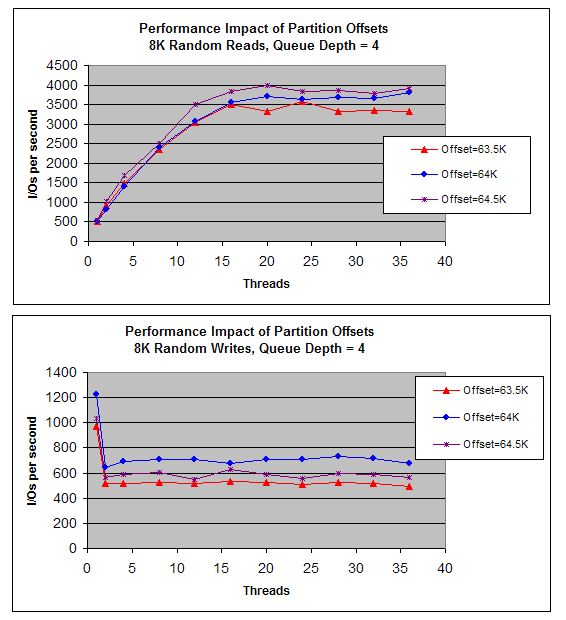 Performance Impact of Partition Offsets
8K Random Reads, Queue Depth = 4
4500
4000
3500
3000
2500
2000
1500
1000
500
0
I/Os per second
0 5 10 15 20 25 30 35 40
Threads
Offset=63.5K
Offset=64K
Offset=64.5K
Performance Impact of Partition Offsets
8K Random Writes, Queue Depth = 4
1400
1200
1000
800
600
400
200
0
I/Os per second
0 5 10 15 20 25 30 35 40
Threads
Offset=63.5K
Offset=64K
Offset=64.5K